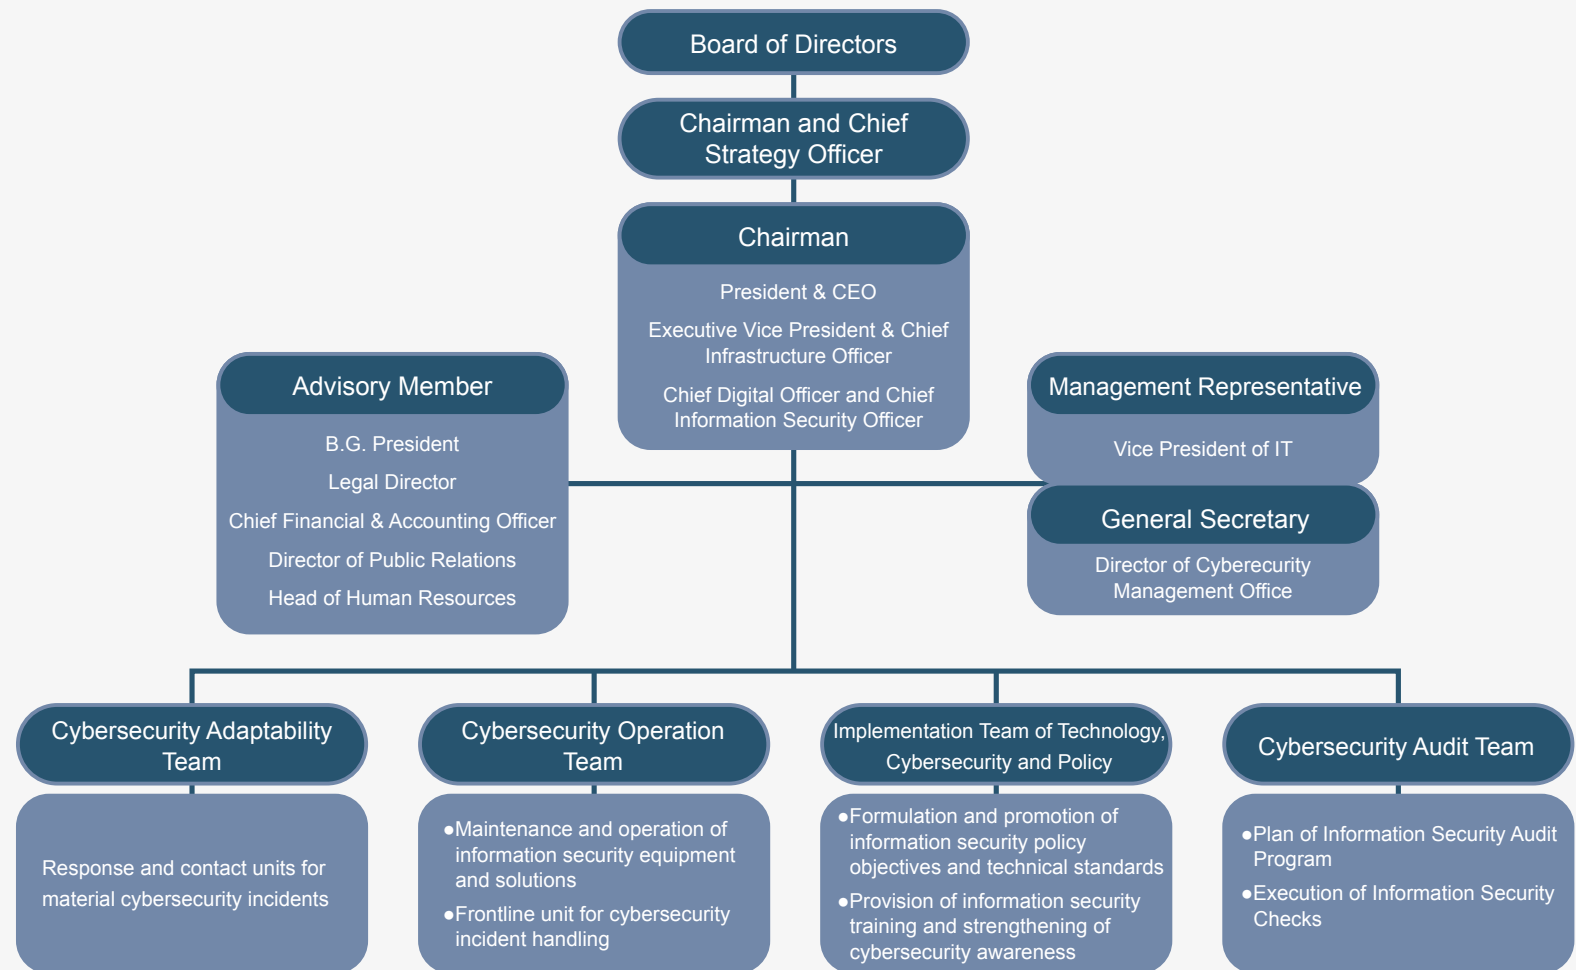 Board of Directors
Chairman and Chief
Strategy Officer
Chairman
President & CEO
Executive Vice President & Chief
Infrastructure Officer
Chief Digital Officer and Chief
Information Security Officer
Advisory Member
B.G. President
Legal Director
Chief Financial & Accounting Officer
Director of Public Relations
Head of Human Resources
Management Representative
Vice President of IT
General Secretary
Director of Cyberecurity
Management Office
Cybersecurity Adaptability
Team
Response and contact units for
material cybersecurity incidents
Cybersecurity Operation
Team
●Maintenance and operation of
information security equipment
and solutions
●Frontline unit for cybersecurity
incident handling
Implementation Team of Technology,
Cybersecurity and Policy
●Formulation and promotion of
information security policy
objectives and technical standards
●Provision of information security
training and strengthening of
cybersecurity awareness
Cybersecurity Audit Team
●Plan of Information Security Audit
Program
●Execution of Information Security
Checks